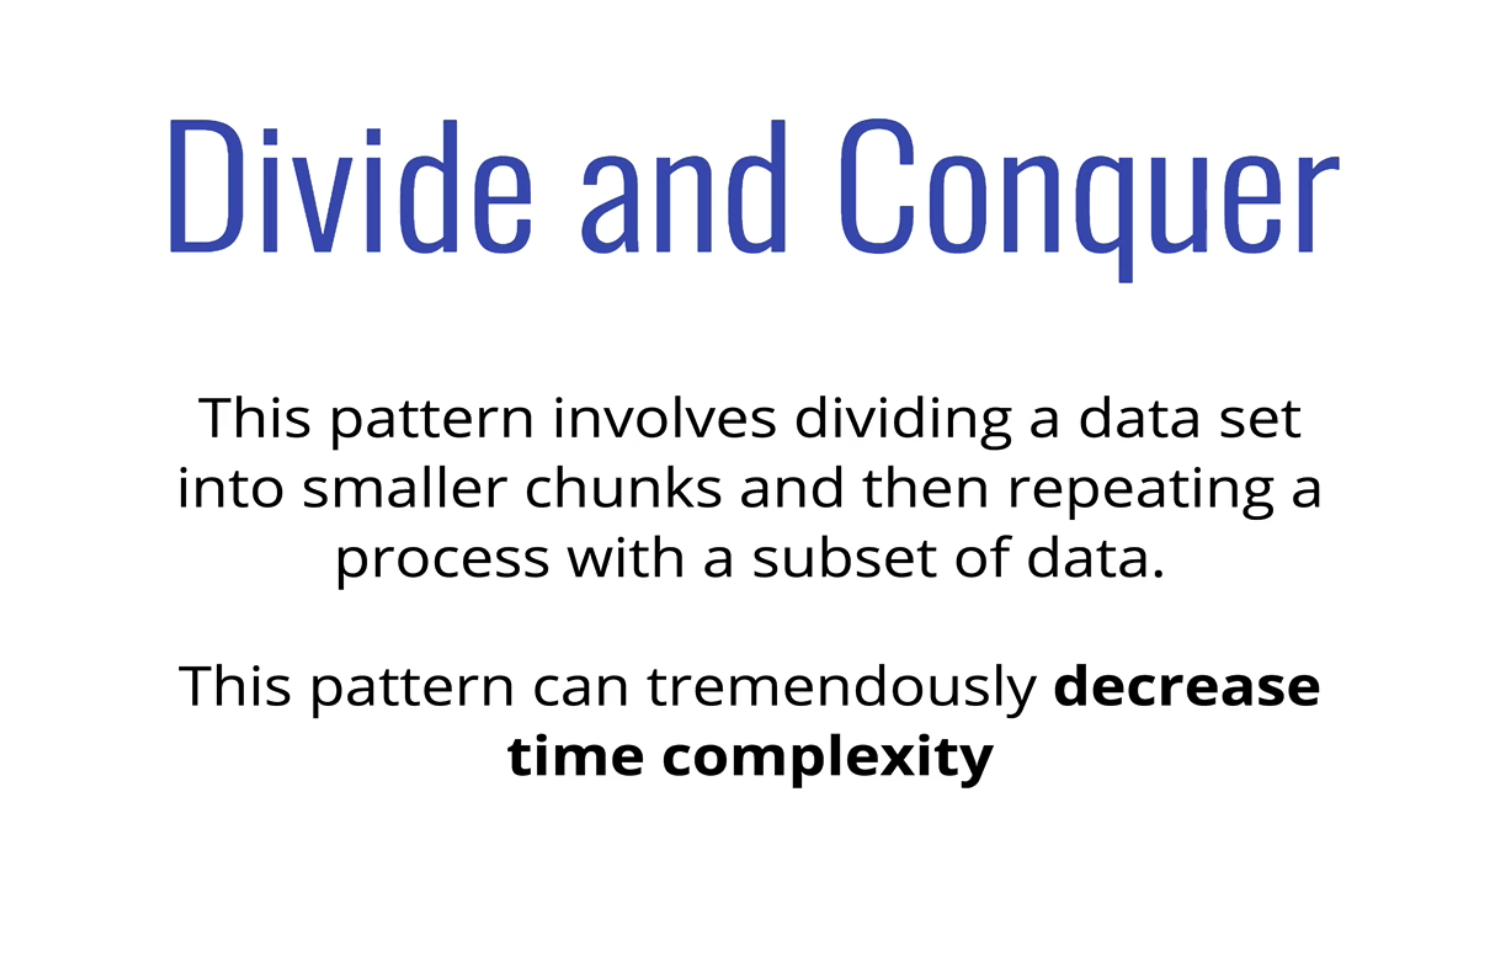 Divide and Conquer
This pattern involves dividing a data set
into smaller chunks and then repeating a
process with a subset of data.
This pattern can tremendously decrease
time complexity